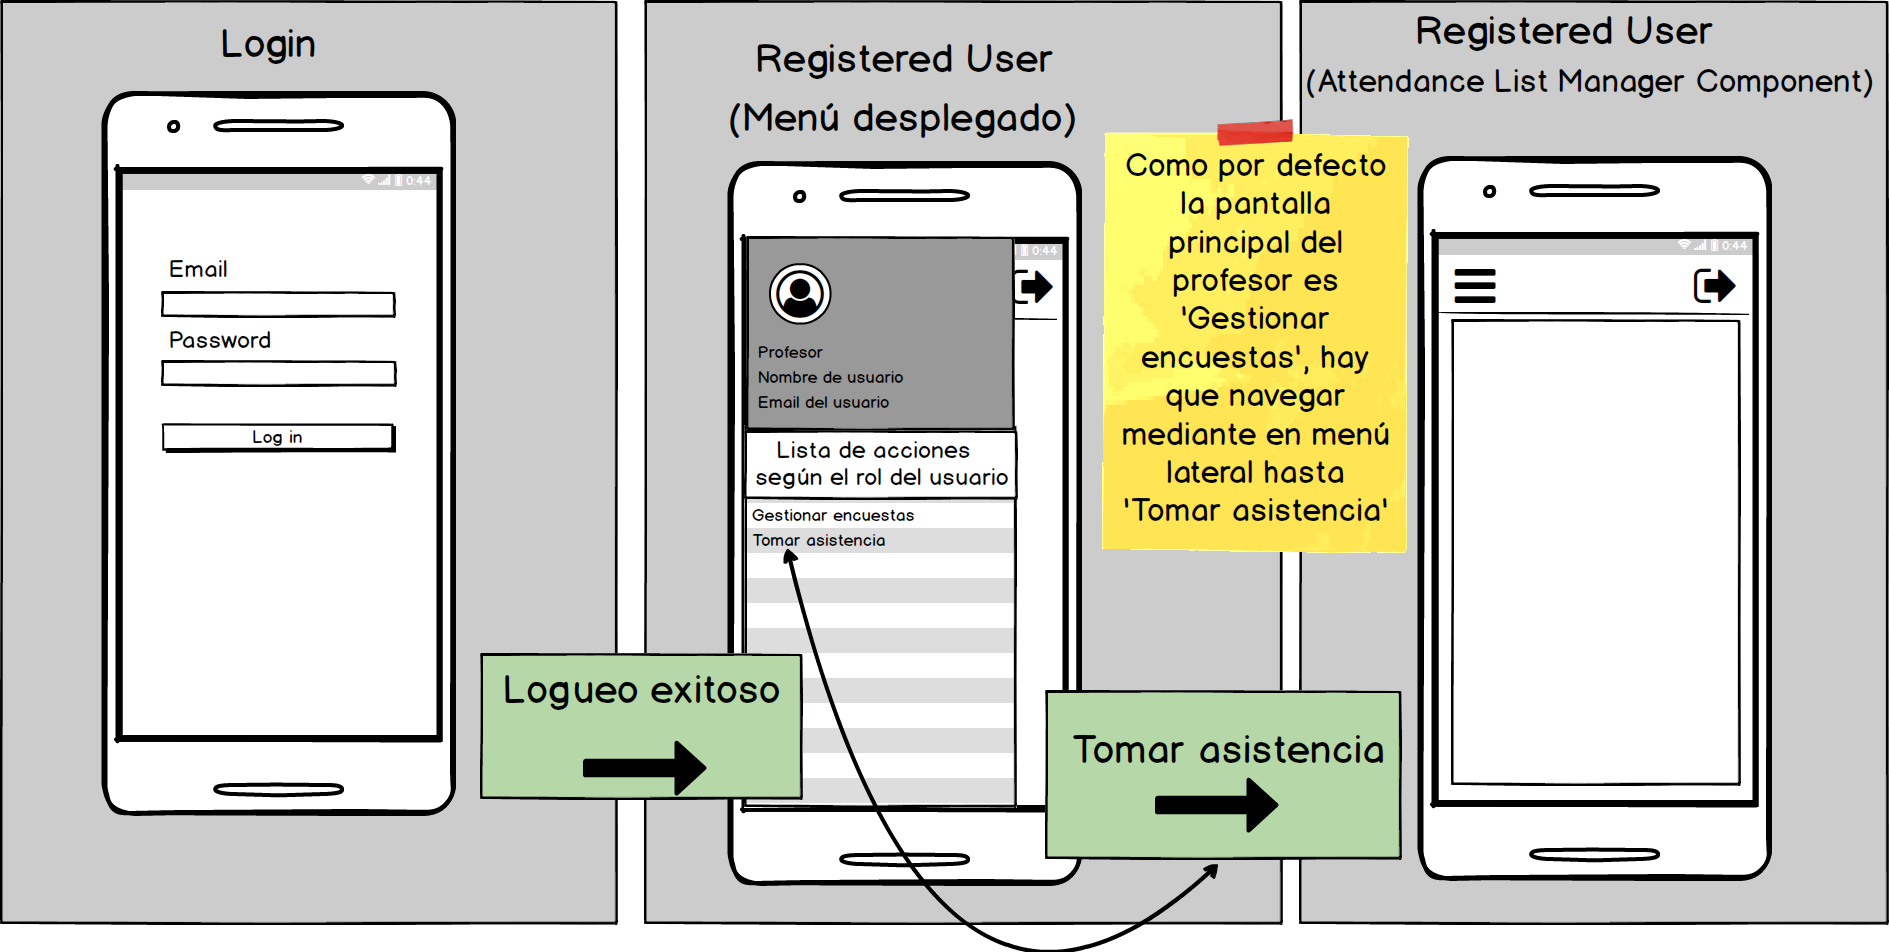 Login
0:44
Email
Password
Log in
Logueo exitoso
Registered User
(Menú desplegado)
0:44
Profesor
Nombre de usuario
Email del usuario
Lista de acciones
según el rol del usuario
Gestionar encuestas
Tomar asistencia
Como por defecto
la pantalla
principal del
profesor es
'Gestionar
encuestas', hay
que navegar
mediante en menú
lateral hasta
'Tomar asistencia'
Tomar asistencia
Registered User
(Attendance List Manager Component)
0:44